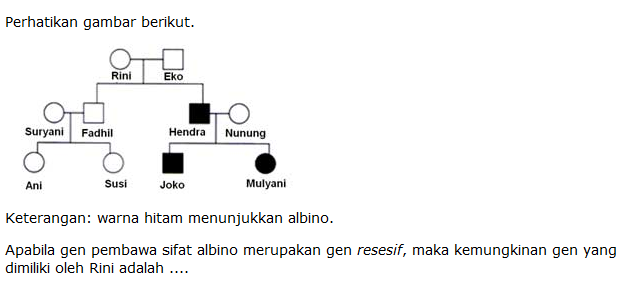 Perhatikan gambar berikut.
Rini Eko
Suryani Fadhil Hendra Nunung
Ani Susi Joko Mulyani
Keterangan: warna hitam menunjukkan albino.
Apabila gen pembawa sifat albino merupakan gen resesif, maka kemungkinan gen yang
dimiliki oleh Rini adalah ....